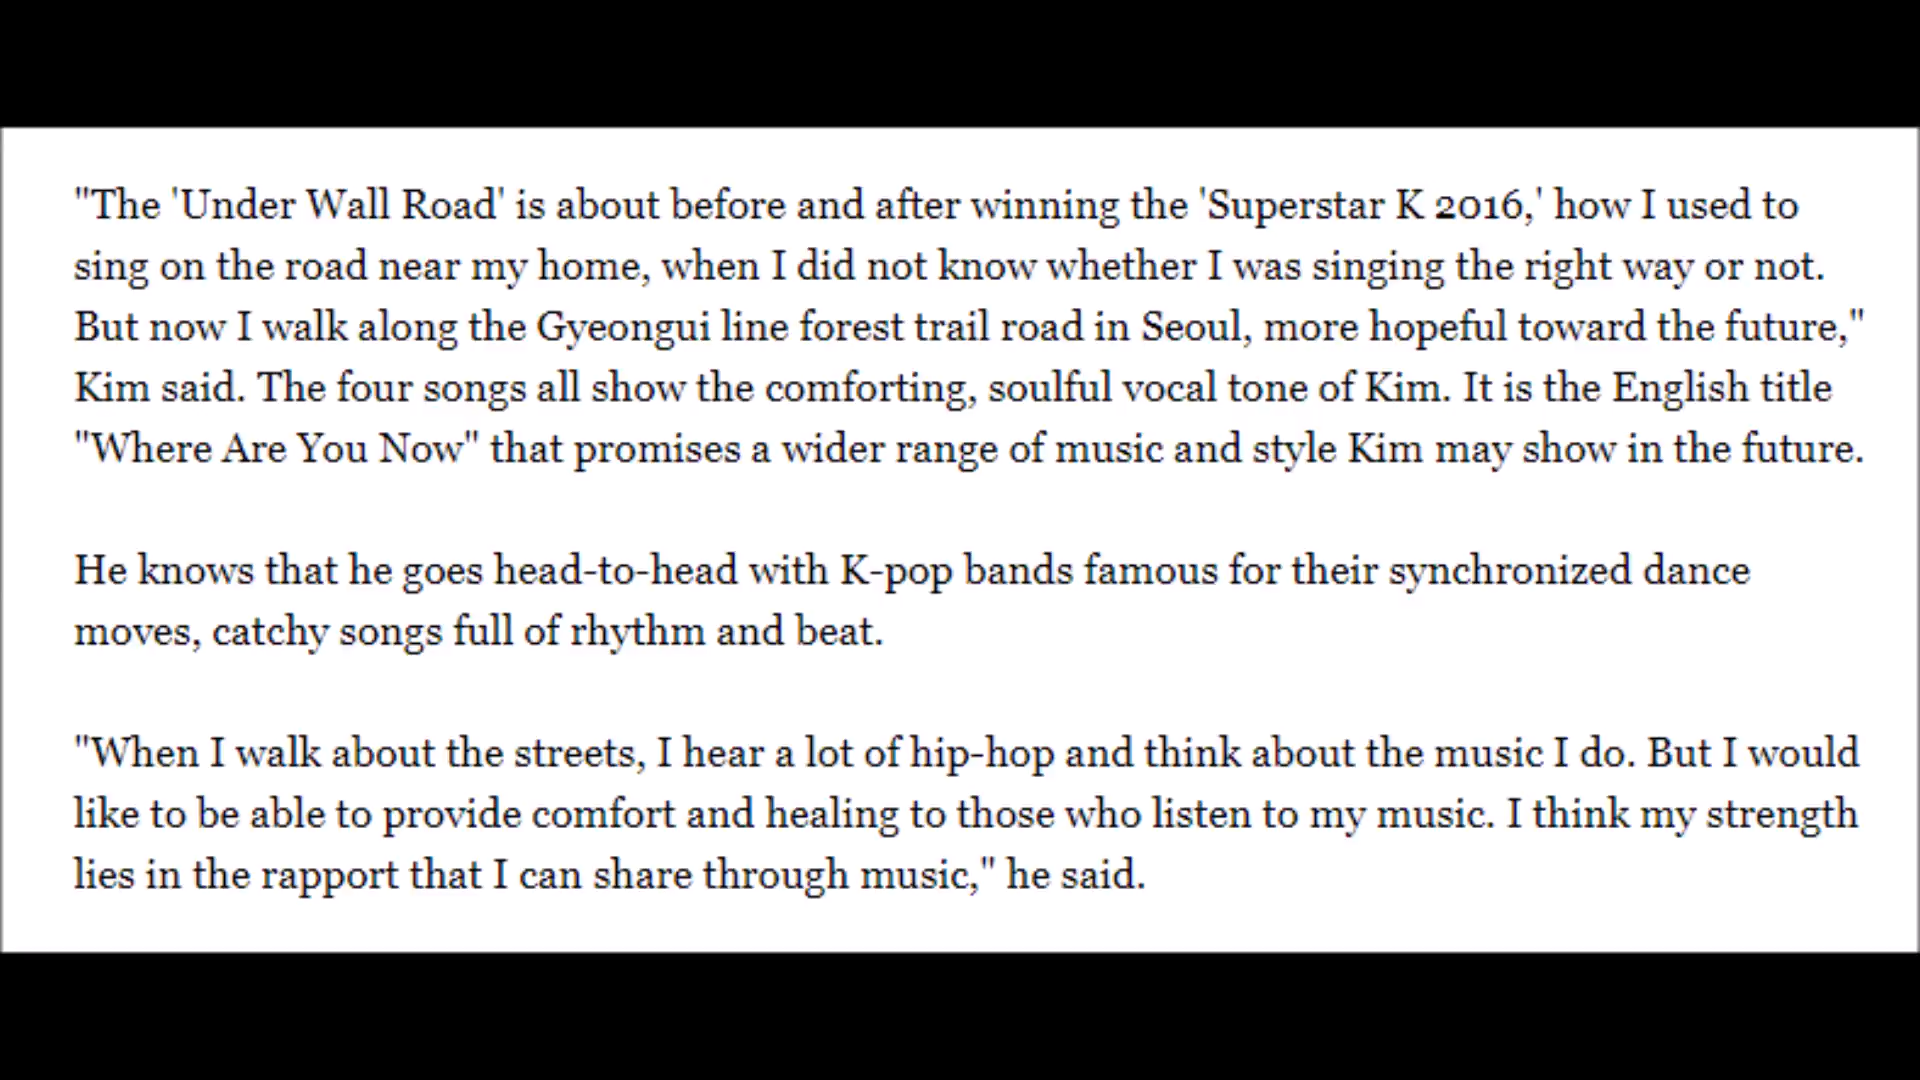 "The 'Under Wall Road' is about before and after winning the 'Superstar K 2016,' how I used to
sing on the road near my home, when I did not know whether I was singing the right way or not.
But now I walk along the Gyeongui line forest trail road in Seoul, more hopeful toward the future,"
Kim said. The four songs all show the comforting, soulful vocal tone of Kim. It is the English title
"Where Are You Now" that promises a wider range of music and style Kim may show in the future.
He knows that he goes head-to-head with K-pop bands famous for their synchronized dance
moves, catchy songs full of rhythm and beat.
"When I walk about the streets, I hear a lot of hip-hop and think about the music I do. But I would
like to be able to provide comfort and healing to those who listen to my music. I think my strength
lies in the rapport that I can share through music," he said.